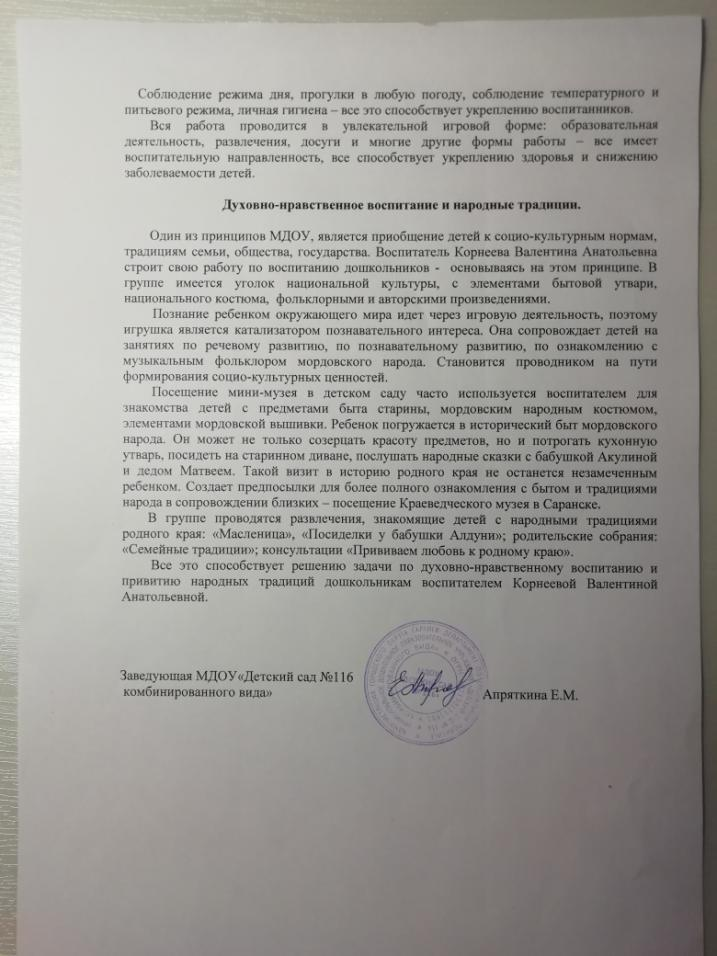 Соблюдение режима дня, прогулки в любую погоду, соблюдение температурного и
питьевого режима, личная гигиена – все это способствует укреплению воспитанников.
Вся работа проводится в увлекательной игровой форме: образовательная
деятельность, развлечения, досуги и многие другие формы работы – все имеет
воспитательную направленность, все способствует укреплению здоровья и снижению
заболеваемости детей.
Духовно-нравственное воспитание и народные традиции.
Один из принципов МДОУ, является приобщение детей к социо-культурным нормам,
традициям семьи, общества, государства. Воспитатель Корнеева Валентина Анатольевна
строит свою работу по воспитанию дошкольников - основываясь на этом принципе. В
группе имеется уголок национальной культуры, с элементами бытовой утвари,
национального костюма, фольклорными и авторскими произведениями.
Познание ребенком окружающего мира идет через игровую деятельность, поэтому
игрушка является катализатором познавательного интереса. Она сопровождает детей на
занятиях по речевому развитию, по познавательному развитию, по ознакомлению с
музыкальным фольклором мордовского народа. Становится проводником на пути
формирования социо-культурных ценностей.
Посещение мини-музея в детском саду часто используется воспитателем для
знакомства детей с предметами быта старины, мордовским народным костюмом,
элементами мордовской вышивки. Ребенок погружается в исторический быт мордовского
народа. Он может не только созерцать красоту предметов, но и потрогать кухонную
утварь, посидеть на старинном диване, послушать народные сказки с бабушкой Акулиной
и дедом Матвеем. Такой визит в историю родного края не останется незамеченным
ребенком. Создает предпосылки для более полного ознакомления с бытом и традициями
народа в сопровождении близких – посещение Краеведческого музея в Саранске.
В группе проводятся развлечения, знакомящие детей с народными традициями
родного края: «Масленица», «Посиделки у бабушки Алдуни»; родительские собрания:
«Семейные традиции»; консультации «Прививаем любовь к родному краю».
Все это способствует решению задачи по духовно-нравственному воспитанию и
привитию народных традиций дошкольникам воспитателем Корнеевой Валентиной
Анатольевной.
Заведующая МДОУ«Детский сад №116
комбинированного вида»
Апряткина Е.М.